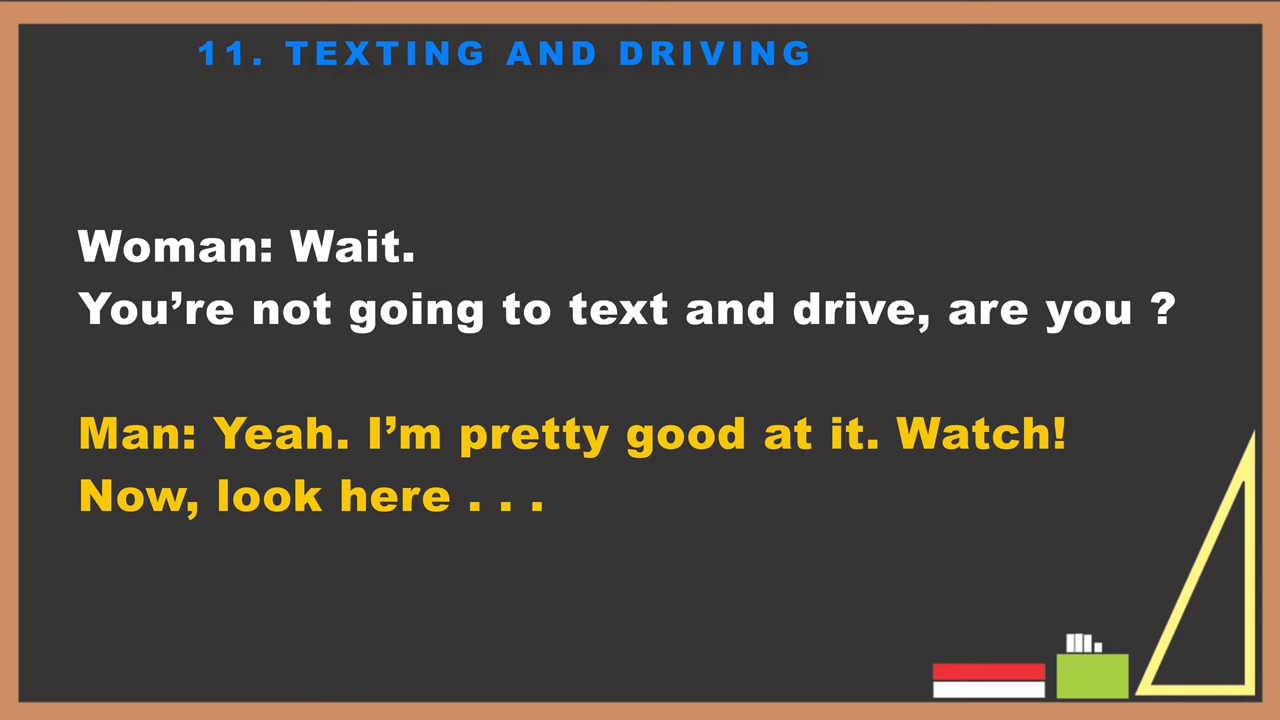 11. TEXTING AND DRIVING
Woman: Wait.
You’re not going to text and drive, are you ?
Man: Yeah. I’m pretty good at it. Watch!
Now, look here . . .